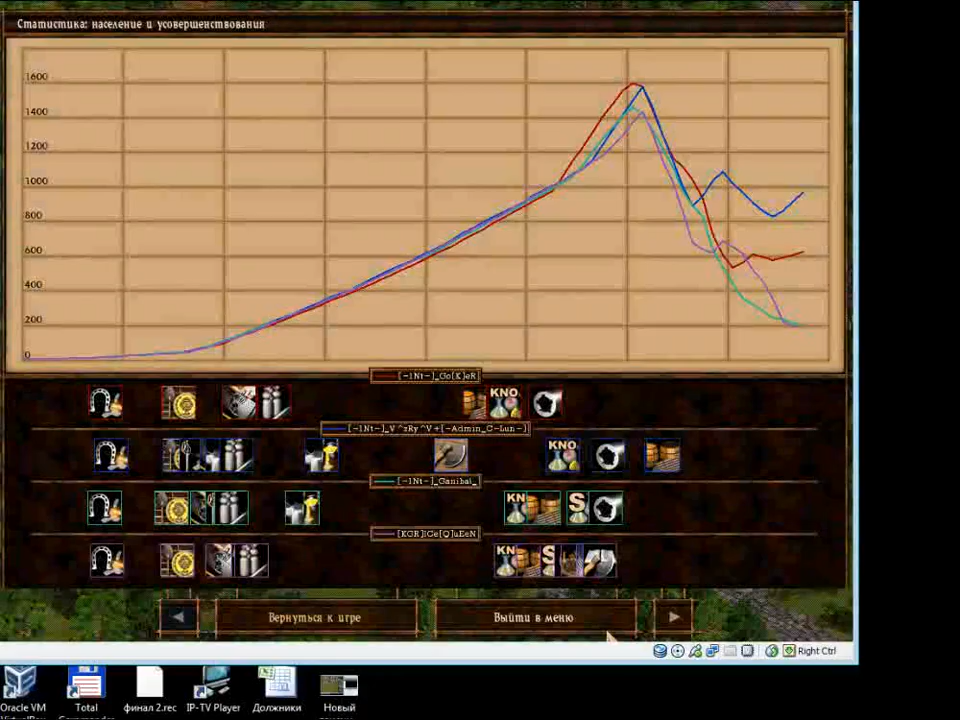 Статистика: население и усовершенствования
1600
1400
1200
1000
800
600
400
200
0
[-1Nt-]_Go[K]eR]
KNO
[-1Nt-]_V^zRy^V+[-Admin_C-Lun-]
KNO
[-1Nt-]_Ganibal_
KN
S
[KGR]ICe[Q]uEeN
KN
S
Вернуться к игре
Выйти в меню
Right Ctrl
Oracle VM
Total
финал 2.rec
IP-TV Player
Должники
Новый